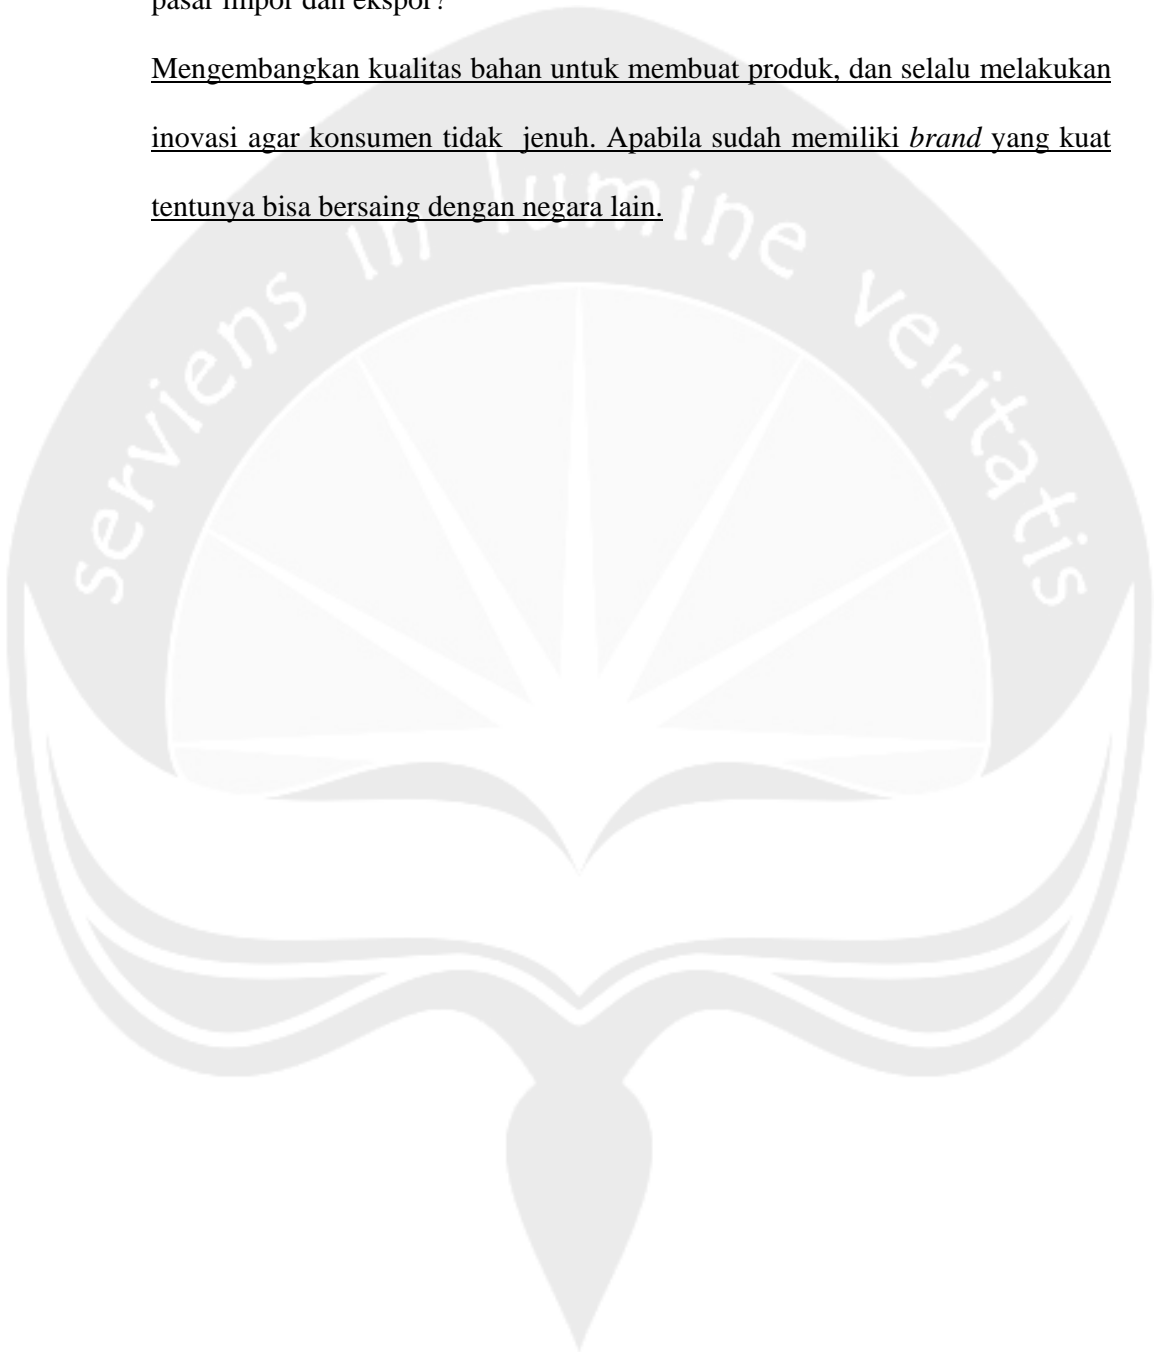 pasar impor dan ekspor?
Mengembangkan kualitas bahan untuk membuat produk, dan selalu melakukan
inovasi agar konsumen tidak  jenuh. Apabila sudah memiliki brand yang kuat
tentunya bisa bersaing dengan negara lain.
serviens in lumine veritatis